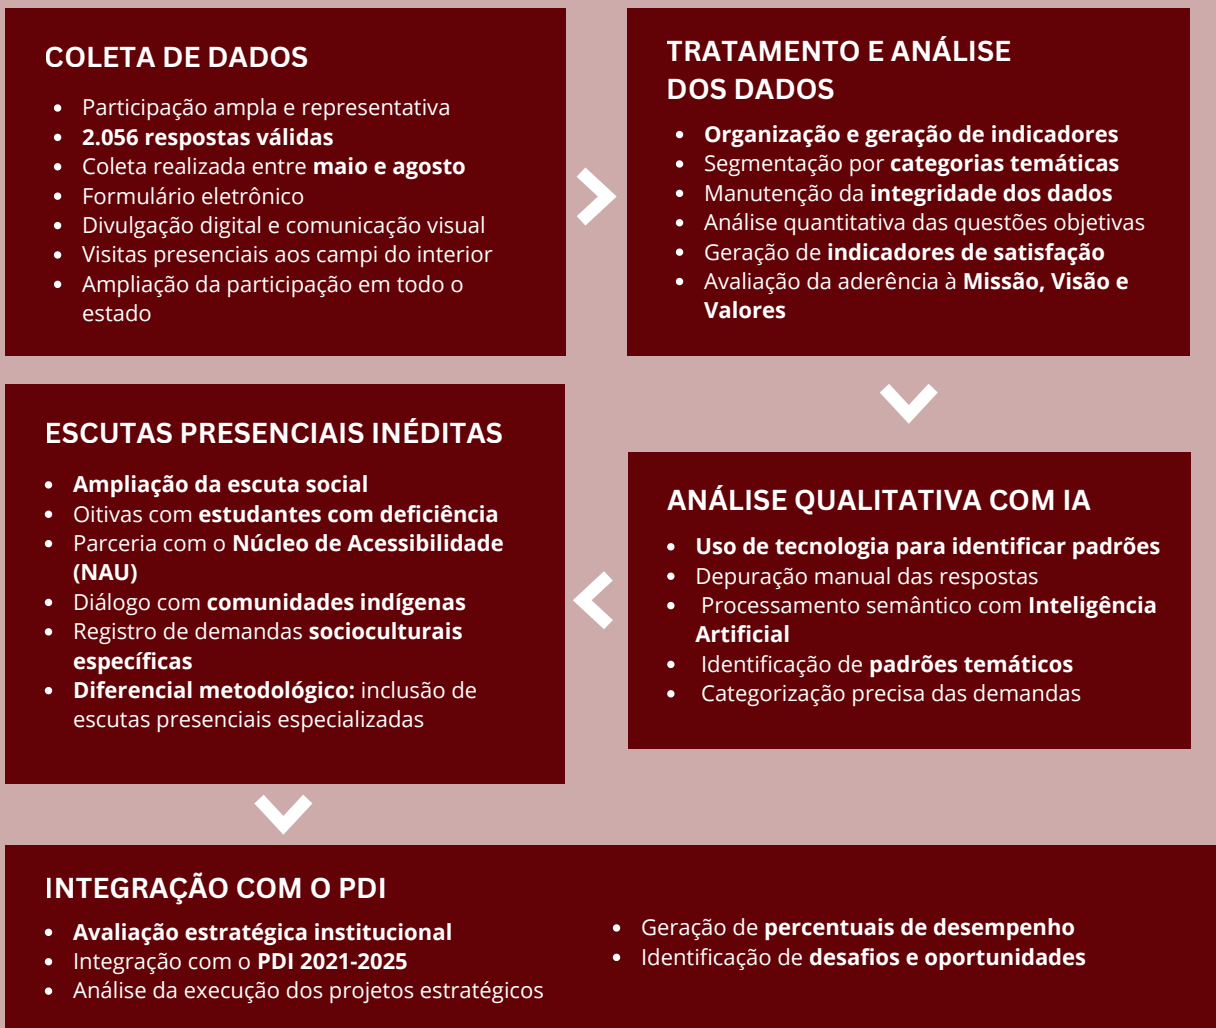 COLETA DE DADOS
• Participação ampla e representativa
• 2.056 respostas válidas
• Coleta realizada entre maio e agosto
• Formulário eletrônico
• Divulgação digital e comunicação visual
• Visitas presenciais aos campi do interior
• Ampliação da participação em todo o
estado
TRATAMENTO E ANÁLISE
DOS DADOS
• Organização e geração de indicadores
• Segmentação por categorias temáticas
• Manutenção da integridade dos dados
• Análise quantitativa das questões objetivas
• Geração de indicadores de satisfação
• Avaliação da aderência à Missão, Visão e
Valores
ANÁLISE QUALITATIVA COM IA
• Uso de tecnologia para identificar padrões
• Depuração manual das respostas
• Processamento semântico com Inteligência
Artificial
• Identificação de padrões temáticos
• Categorização precisa das demandas
ESCUTAS PRESENCIAIS INÉDITAS
• Ampliação da escuta social
• Oitivas com estudantes com deficiência
• Parceria com o Núcleo de Acessibilidade
(NAU)
• Diálogo com comunidades indígenas
• Registro de demandas socioculturais
específicas
• Diferencial metodológico: inclusão de
escutas presenciais especializadas
INTEGRAÇÃO COM O PDI
• Avaliação estratégica institucional
• Integração com o PDI 2021-2025
• Análise da execução dos projetos estratégicos
• Geração de percentuais de desempenho
• Identificação de desafios e oportunidades